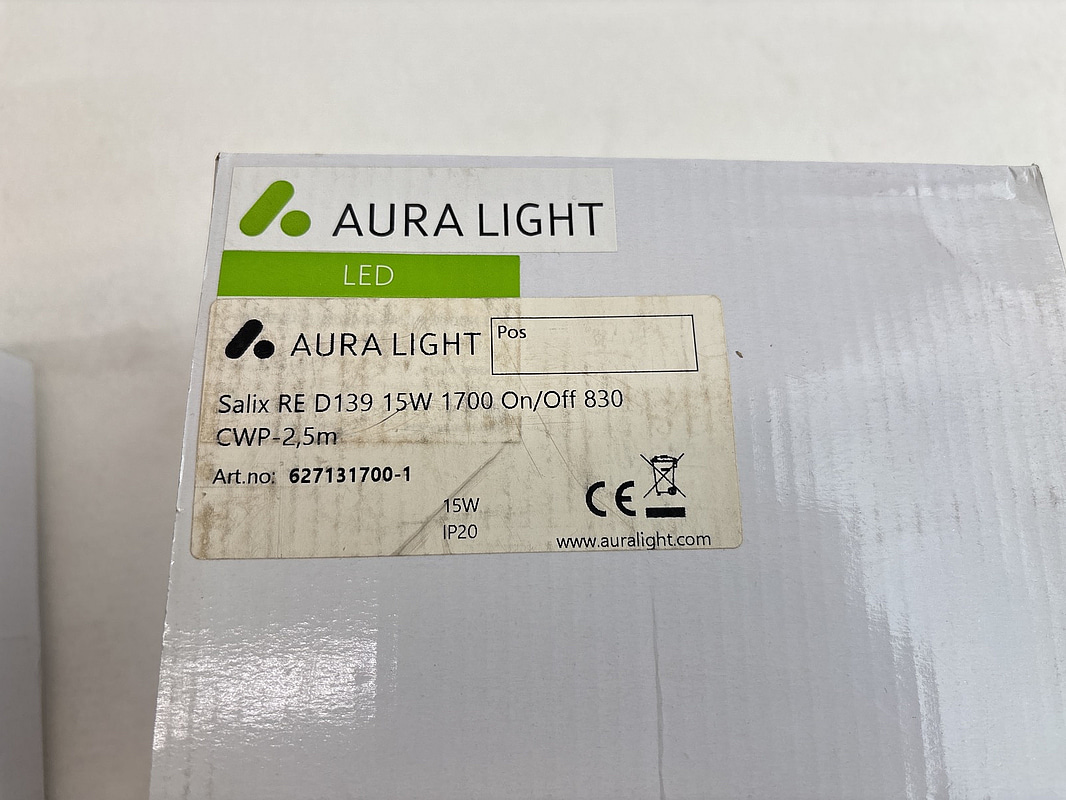 AURA LIGHT
LED
AURA LIGHT
Pos
Salix RE D139 15W 1700 On/Off 830
CWP-2,5m
Art.no: 627131700-1
15W
IP20
CE
www.auralight.com